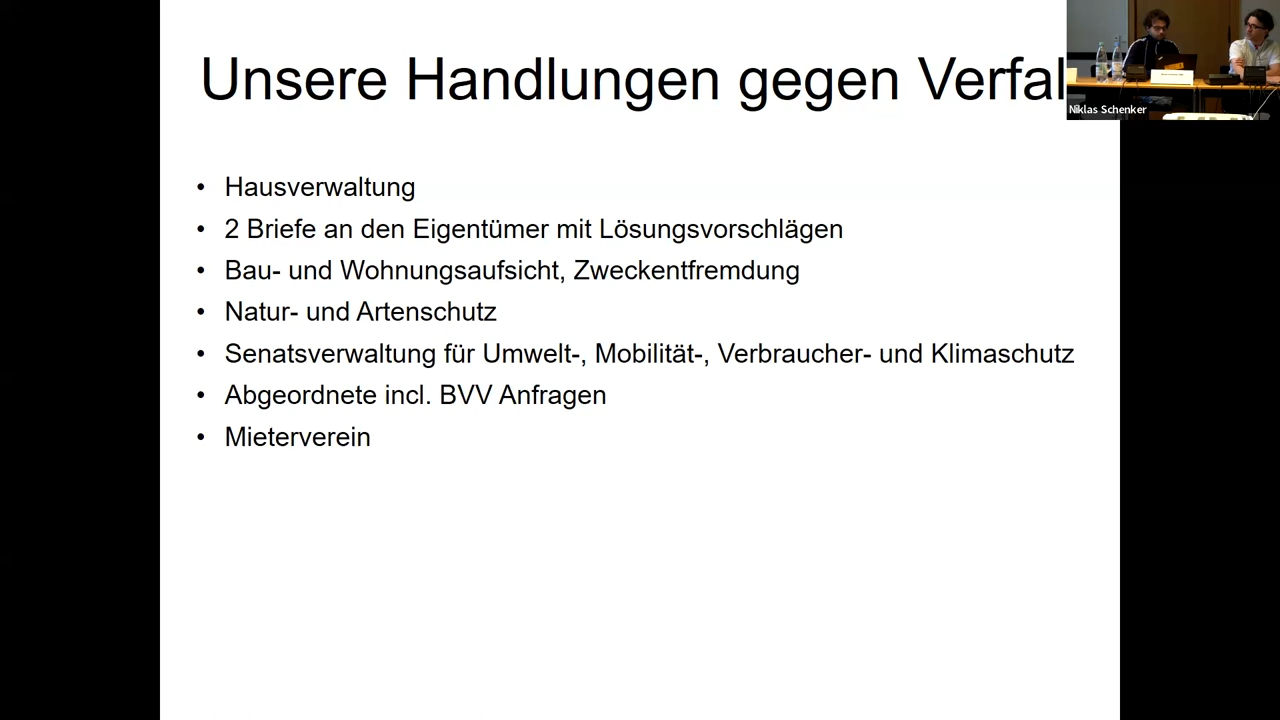 Unsere Handlungen gegen Verfal
Niklas Schenker
• Hausverwaltung
• 2 Briefe an den Eigentümer mit Lösungsvorschlägen
• Bau- und Wohnungsaufsicht, Zweckentfremdung
• Natur- und Artenschutz
• Senatsverwaltung für Umwelt-, Mobilität-, Verbraucher- und Klimaschutz
• Abgeordnete incl. BVV Anfragen
• Mieterverein